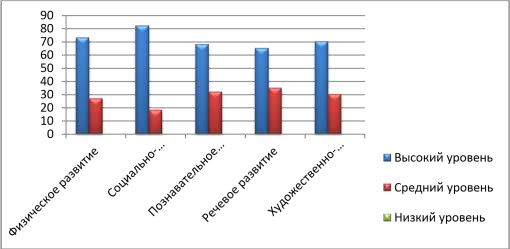 90
80
70
60
50
40
30
20
10
0
Физическое развитие
Социально-...
Познавательное...
Речевое развитие
Художественно-...
Высокий уровень
Средний уровень
Низкий уровень